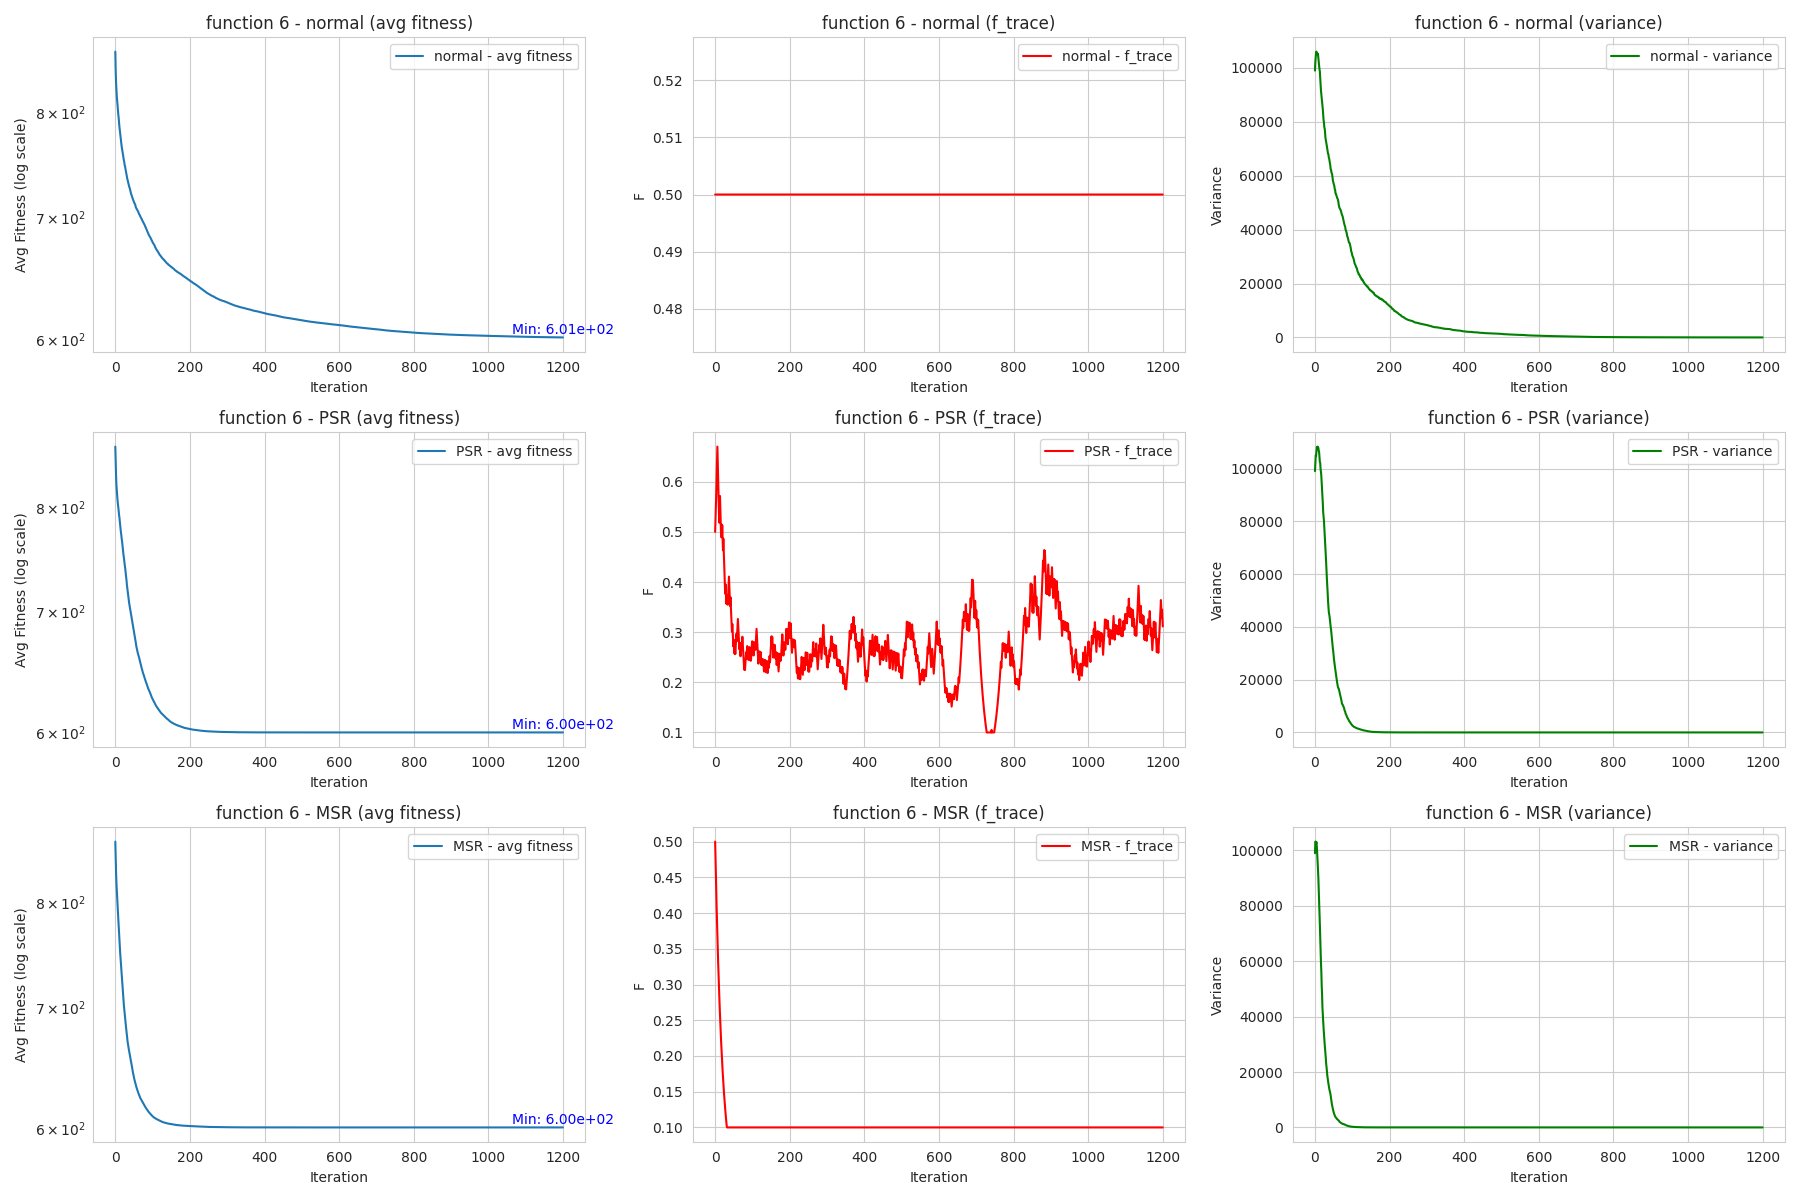 function 6 - normal (avg fitness)
normal - avg fitness
Avg Fitness (log scale)
8 × 10²
7 × 10²
6 × 10²
Min: 6.01e+02
0 200 400 600 800 1000 1200
Iteration
function 6 - normal (f_trace)
normal - f_trace
F
0.52
0.51
0.50
0.49
0.48
0 200 400 600 800 1000 1200
Iteration
function 6 - normal (variance)
normal - variance
Variance
100000
80000
60000
40000
20000
0
0 200 400 600 800 1000 1200
Iteration
function 6 - PSR (avg fitness)
PSR - avg fitness
Avg Fitness (log scale)
8 × 10²
7 × 10²
6 × 10²
Min: 6.00e+02
0 200 400 600 800 1000 1200
Iteration
function 6 - PSR (f_trace)
PSR - f_trace
F
0.6
0.5
0.4
0.3
0.2
0.1
0 200 400 600 800 1000 1200
Iteration
function 6 - PSR (variance)
PSR - variance
Variance
100000
80000
60000
40000
20000
0
0 200 400 600 800 1000 1200
Iteration
function 6 - MSR (avg fitness)
MSR - avg fitness
Avg Fitness (log scale)
8 × 10²
7 × 10²
6 × 10²
Min: 6.00e+02
0 200 400 600 800 1000 1200
Iteration
function 6 - MSR (f_trace)
MSR - f_trace
F
0.50
0.45
0.40
0.35
0.30
0.25
0.20
0.15
0.10
0 200 400 600 800 1000 1200
Iteration
function 6 - MSR (variance)
MSR - variance
Variance
100000
80000
60000
40000
20000
0
0 200 400 600 800 1000 1200
Iteration